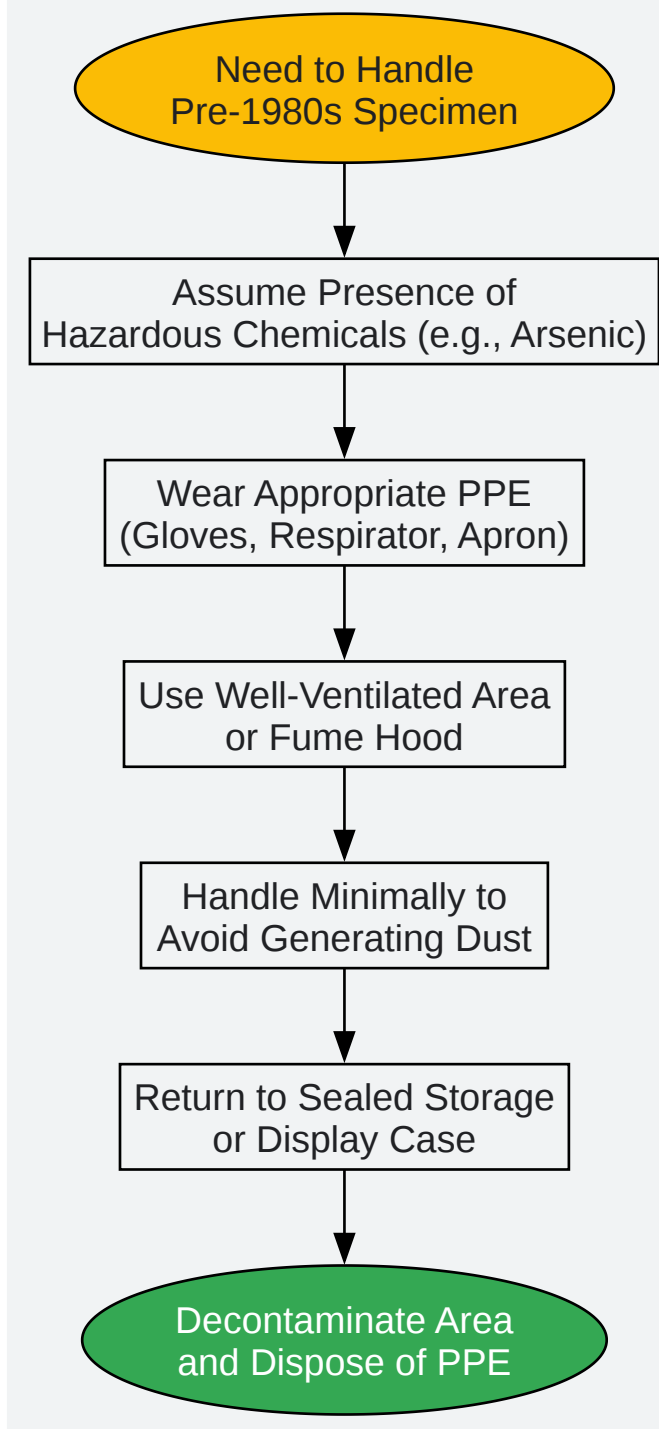 Need to Handle
Pre-1980s Specimen
Assume Presence of
Hazardous Chemicals (e.g., Arsenic)
Wear Appropriate PPE
(Gloves, Respirator, Apron)
Use Well-Ventilated Area
or Fume Hood
Handle Minimally to
Avoid Generating Dust
Return to Sealed Storage
or Display Case
Decontaminate Area
and Dispose of PPE